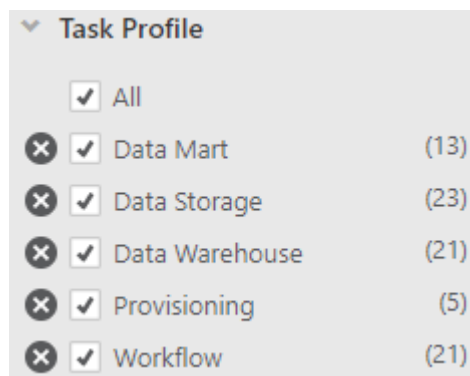 Task Profile
All
Data Mart (13)
Data Storage (23)
Data Warehouse (21)
Provisioning (5)
Workflow (21)